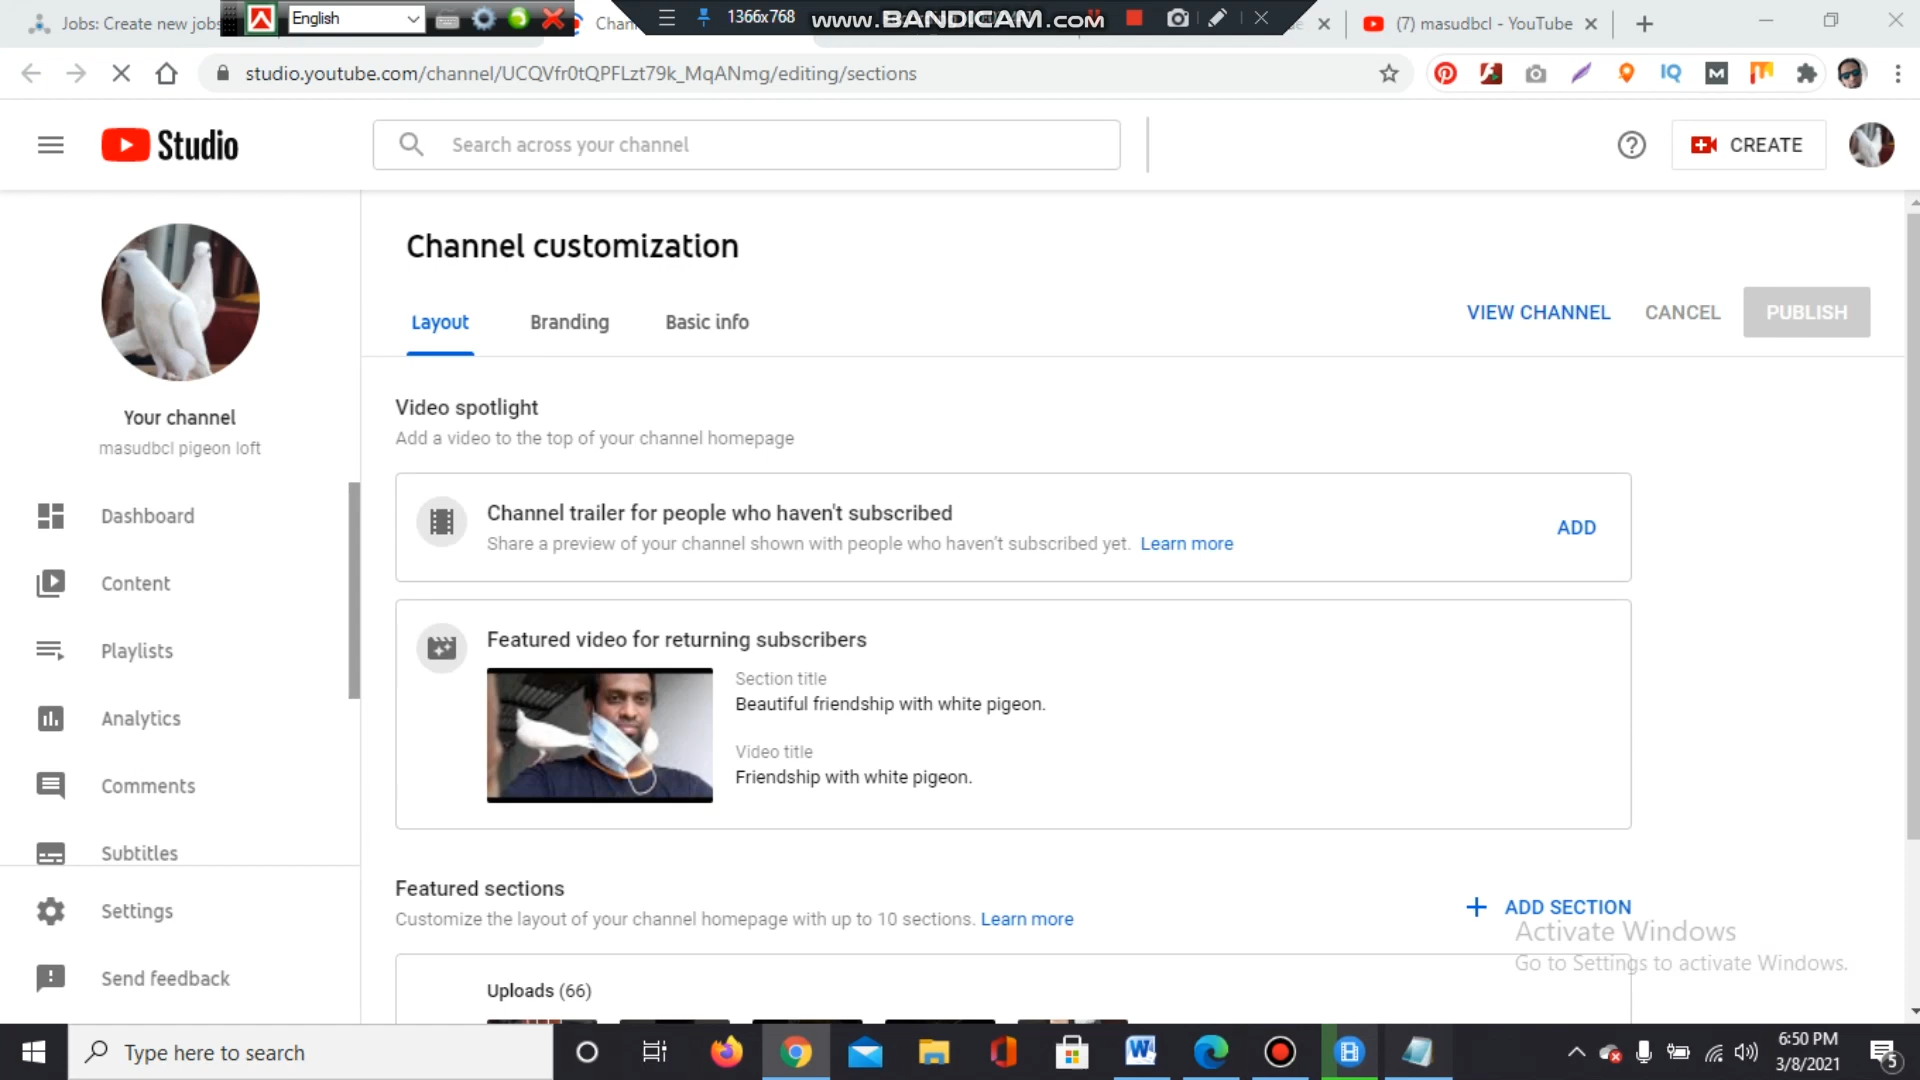 Jobs: Create new jobs
English
Chan
1366x768
www.BANDICAM.com
(7) masudbcl - YouTube
studio.youtube.com/channel/UCQVfr0tQPFLzt79k_MqANmg/editing/sections
Studio
Search across your channel
CREATE
Channel customization
Layout
Branding
Basic info
VIEW CHANNEL
CANCEL
PUBLISH
Your channel
masudbcl pigeon loft
Dashboard
Content
Playlists
Analytics
Comments
Subtitles
Settings
Send feedback
Video spotlight
Add a video to the top of your channel homepage
Channel trailer for people who haven't subscribed
Share a preview of your channel shown with people who haven't subscribed yet. Learn more
ADD
Featured video for returning subscribers
Section title
Beautiful friendship with white pigeon.
Video title
Friendship with white pigeon.
Featured sections
Customize the layout of your channel homepage with up to 10 sections. Learn more
ADD SECTION
Uploads (66)
Activate Windows
Go to Settings to activate Windows.
Type here to search
6:50 PM
3/8/2021
5